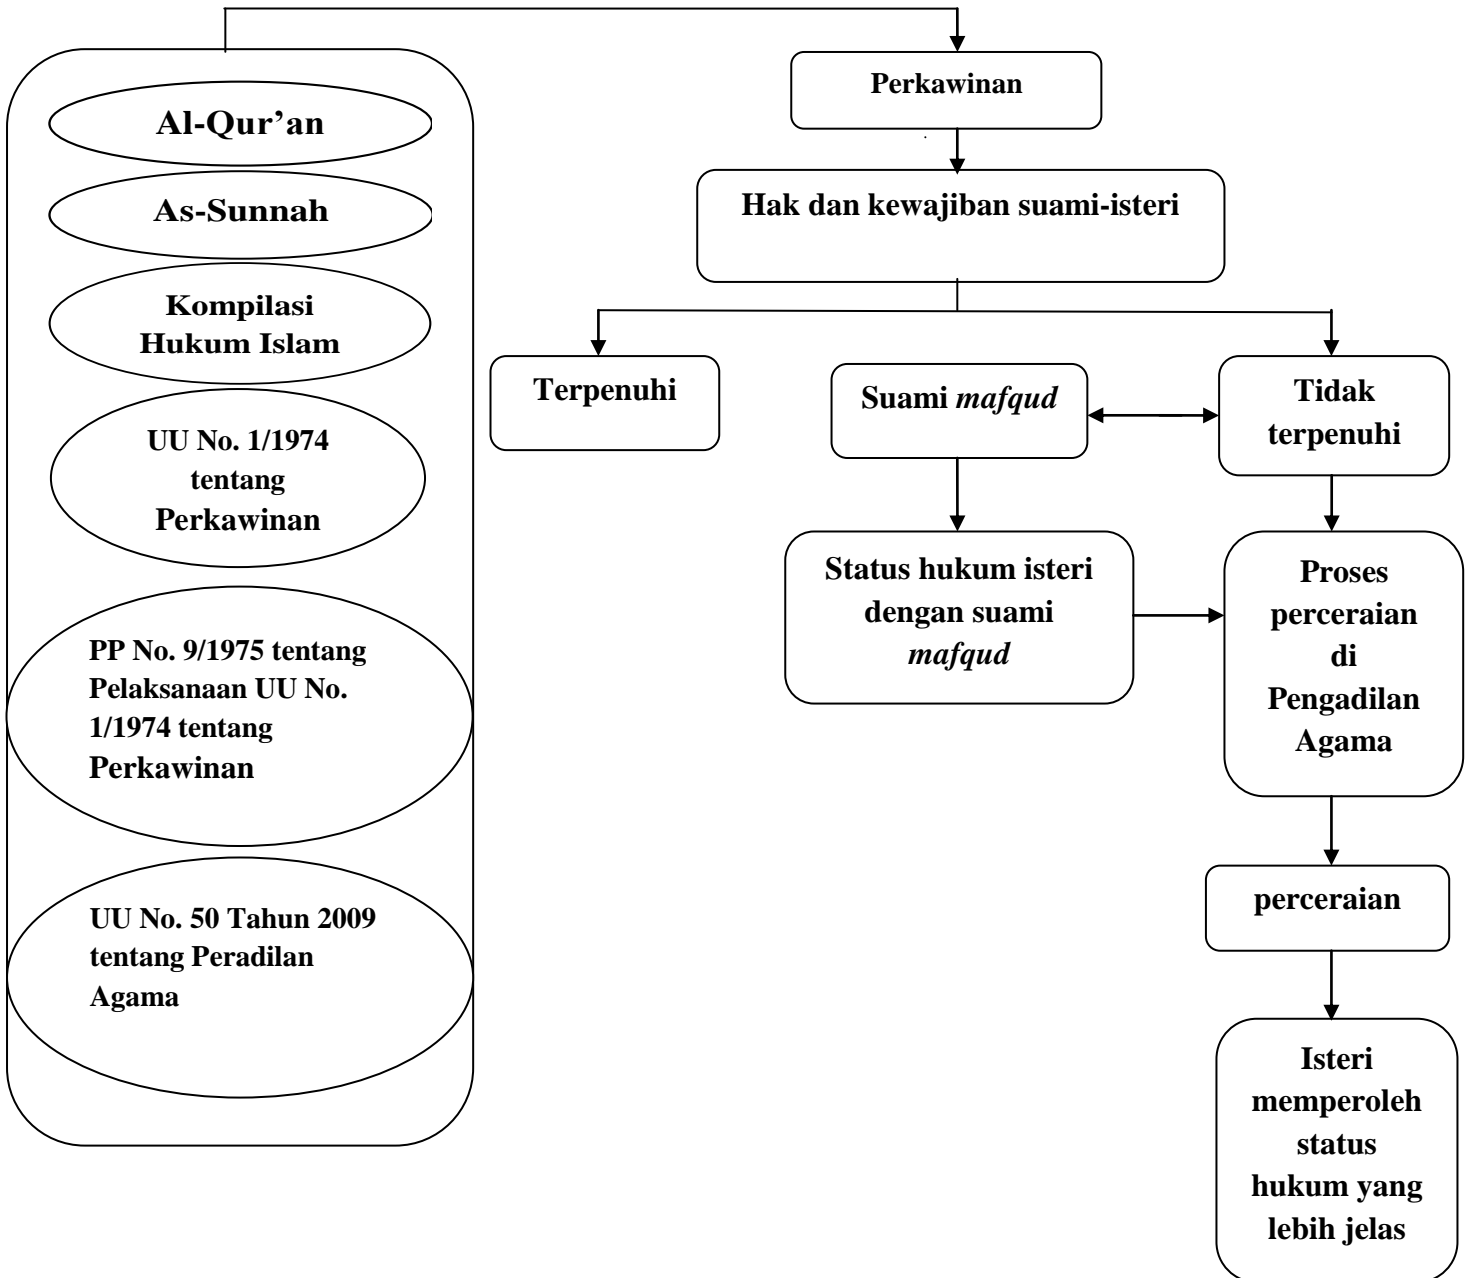 Al-Qur’an
As-Sunnah
Kompilasi
Hukum Islam
UU No. 1/1974
tentang
Perkawinan
PP No. 9/1975 tentang
Pelaksanaan UU No.
1/1974 tentang
Perkawinan
UU No. 50 Tahun 2009
tentang Peradilan
Agama
Perkawinan
Hak dan kewajiban suami-isteri
Terpenuhi
Suami mafqud
Tidak
terpenuhi
Status hukum isteri
dengan suami
mafqud
Proses
perceraian
di
Pengadilan
Agama
perceraian
Isteri
memperoleh
status
hukum yang
lebih jelas